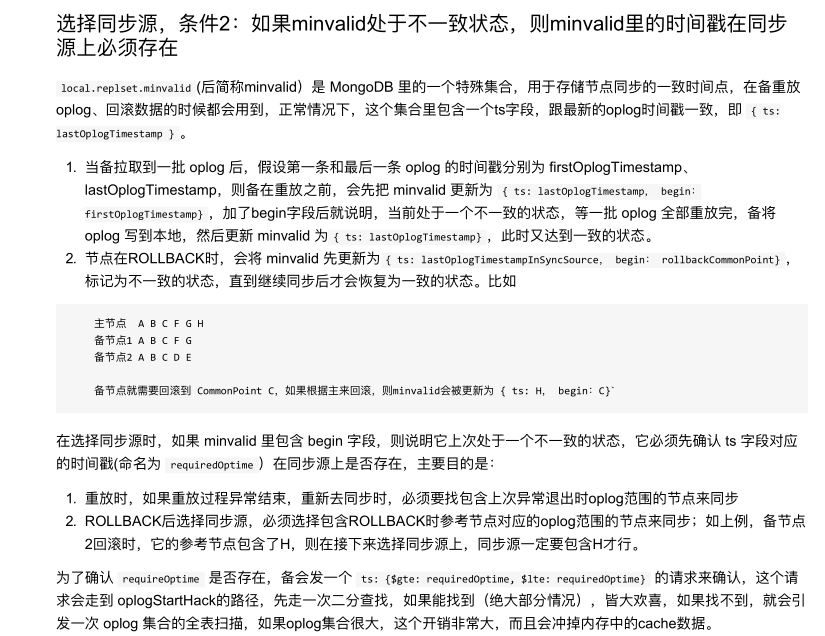 选择同步源，条件2：如果minvalid处于不一致状态，则minvalid里的时间戳在同步
源上必须存在
local.replset.minvalid (后简称minvalid）是 MongoDB 里的一个特殊集合，用于存储节点同步的一致时间点，在备重放
oplog、回滚数据的时候都会用到，正常情况下，这个集合里包含一个ts字段，跟最新的oplog时间戳一致，即 { ts:
lastOplogTimestamp } 。
1. 当备拉取到一批 oplog 后，假设第一条和最后一条 oplog 的时间戳分别为 firstOplogTimestamp、
lastOplogTimestamp，则备在重放之前，会先把 minvalid 更新为 { ts: lastOplogTimestamp, begin:
firstOplogTimestamp}，加了begin字段后就说明，当前处于一个不一致的状态，等一批 oplog 全部重放完，备将
oplog 写到本地，然后更新 minvalid 为 { ts: lastOplogTimestamp}，此时又达到一致的状态。
2. 节点在ROLLBACK时，会将 minvalid 先更新为 { ts: lastOplogTimestampInSyncSource, begin: rollbackCommonPoint}，
标记为不一致的状态，直到继续同步后才会恢复为一致的状态。比如
主节点 A B C F G H
备节点1 A B C F G
备节点2 A B C D E
备节点就需要回滚到 CommonPoint C，如果根据主来回滚，则minvalid会被更新为 { ts: H, begin: C}`
在选择同步源时，如果 minvalid 里包含 begin 字段，则说明它上次处于一个不一致的状态，它必须先确认 ts 字段对应
的时间戳(命名为 requiredOptime ）在同步源上是否存在，主要目的是：
1. 重放时，如果重放过程异常结束，重新去同步时，必须要找包含上次异常退出时oplog范围的节点来同步
2. ROLLBACK后选择同步源，必须选择包含ROLLBACK时参考节点对应的oplog范围的节点来同步；如上例，备节点
2回滚时，它的参考节点包含了H，则在接下来选择同步源上，同步源一定要包含H才行。
为了确认 requireOptime 是否存在，备会发一个 ts: {$gte: requiredOptime, $lte: requiredOptime} 的请求来确认，这个请
求会走到 oplogStartHack的路径，先走一次二分查找，如果能找到（绝大部分情况），皆大欢喜，如果找不到，就会引
发一次 oplog 集合的全表扫描，如果oplog集合很大，这个开销非常大，而且会冲掉内存中的cache数据。